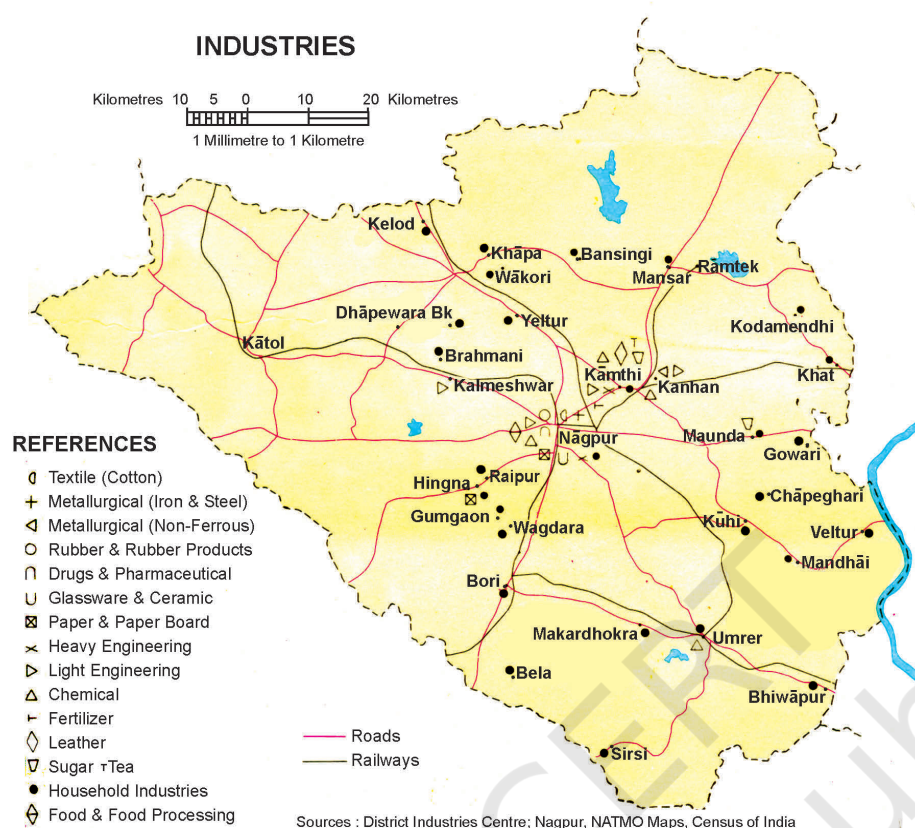 INDUSTRIES
Kilometres 10 5 0 10 20 Kilometres
1 Millimetre to 1 Kilometre
Kelod
Khāpa
Bansingi
Wākori
Mansar
Rāmtek
Dhāpewara Bk
Yeltur
Kodamendhi
Kātol
Brahmani
Kāmthi
Khat
Kalmeshwar
Kanhan
Nāgpur
Maunda
Gowari
Hingna
Raipur
Chāpeghari
Gumgaon
Wagdara
Kūhi
Veltur
Mandhāi
Bori
Makardhokra
Umrer
Bela
Bhiwāpur
Sirsi
REFERENCES
Textile (Cotton)
Metallurgical (Iron & Steel)
Metallurgical (Non-Ferrous)
Rubber & Rubber Products
Drugs & Pharmaceutical
Glassware & Ceramic
Paper & Paper Board
Heavy Engineering
Light Engineering
Chemical
Fertilizer
Leather
Sugar Tea
Household Industries
Food & Food Processing
Roads
Railways
Sources : District Industries Centre; Nagpur, NATMO Maps, Census of India